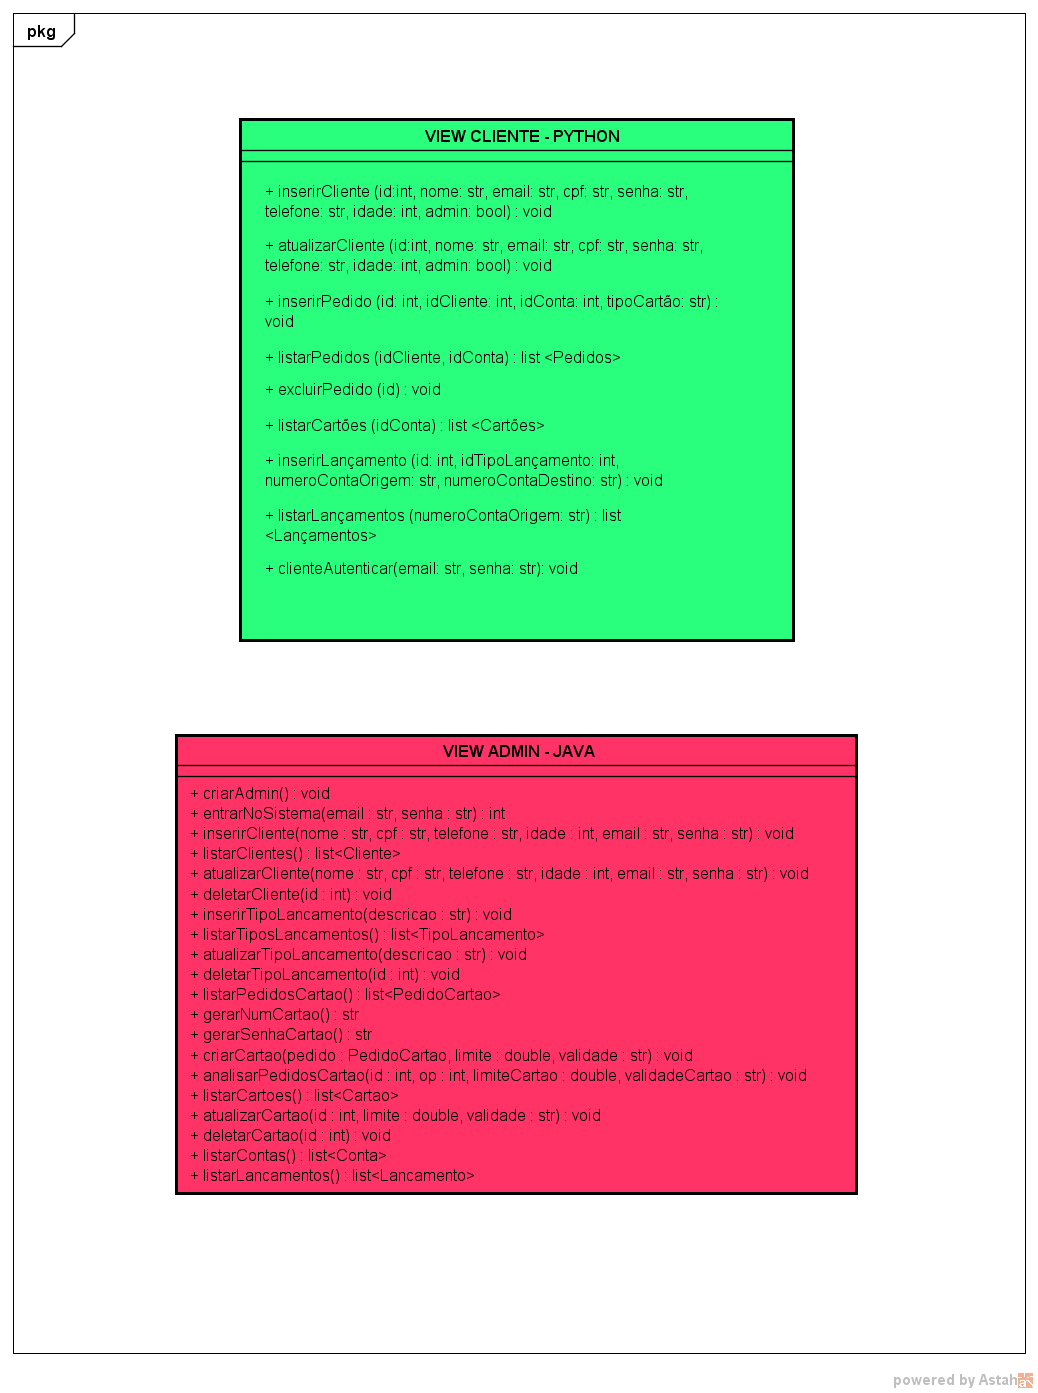 pkg
VIEW CLIENTE - PYTHON
+ inserirCliente (id:int, nome: str, email: str, cpf: str, senha: str,
telefone: str, idade: int, admin: bool) : void
+ atualizarCliente (id:int, nome: str, email: str, cpf: str, senha: str,
telefone: str, idade: int, admin: bool) : void
+ inserirPedido (id: int, idCliente: int, idConta: int, tipoCartão: str) :
void
+ listarPedidos (idCliente, idConta) : list <Pedidos>
+ excluirPedido (id) : void
+ listarCartões (idConta) : list <Cartões>
+ inserirLançamento (id: int, idTipoLançamento: int,
numeroContaOrigem: str, numeroContaDestino: str) : void
+ listarLançamentos (numeroContaOrigem: str) : list
<Lançamentos>
+ clienteAutenticar(email: str, senha: str): void
VIEW ADMIN - JAVA
+ criarAdmin() : void
+ entrarNoSistema(email : str, senha : str) : int
+ inserirCliente(nome : str, cpf : str, telefone : str, idade : int, email : str, senha : str) : void
+ listarClientes() : list<Cliente>
+ atualizarCliente(nome : str, cpf : str, telefone : str, idade : int, email : str, senha : str) : void
+ deletarCliente(id : int) : void
+ inserirTipoLancamento(descricao : str) : void
+ listarTiposLancamentos() : list<TipoLancamento>
+ atualizarTipoLancamento(descricao : str) : void
+ deletarTipoLancamento(id : int) : void
+ listarPedidosCartao() : list<PedidoCartao>
+ gerarNumCartao() : str
+ gerarSenhaCartao() : str
+ criarCartao(pedido : PedidoCartao, limite : double, validade : str) : void
+ analisarPedidosCartao(id : int, op : int, limiteCartao : double, validadeCartao : str) : void
+ listarCartoes() : list<Cartao>
+ atualizarCartao(id : int, limite : double, validade : str) : void
+ deletarCartao(id : int) : void
+ listarContas() : list<Conta>
+ listarLancamentos() : list<Lancamento>
powered by Astah